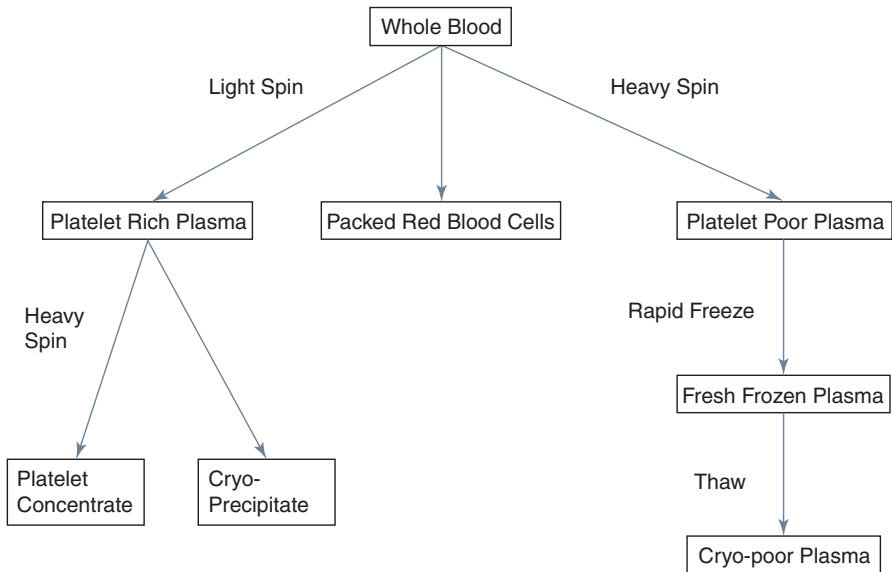 Whole Blood
Light Spin
Heavy Spin
Platelet Rich Plasma
Packed Red Blood Cells
Platelet Poor Plasma
Heavy
Spin
Rapid Freeze
Fresh Frozen Plasma
Platelet
Concentrate
Cryo-
Precipitate
Thaw
Cryo-poor Plasma